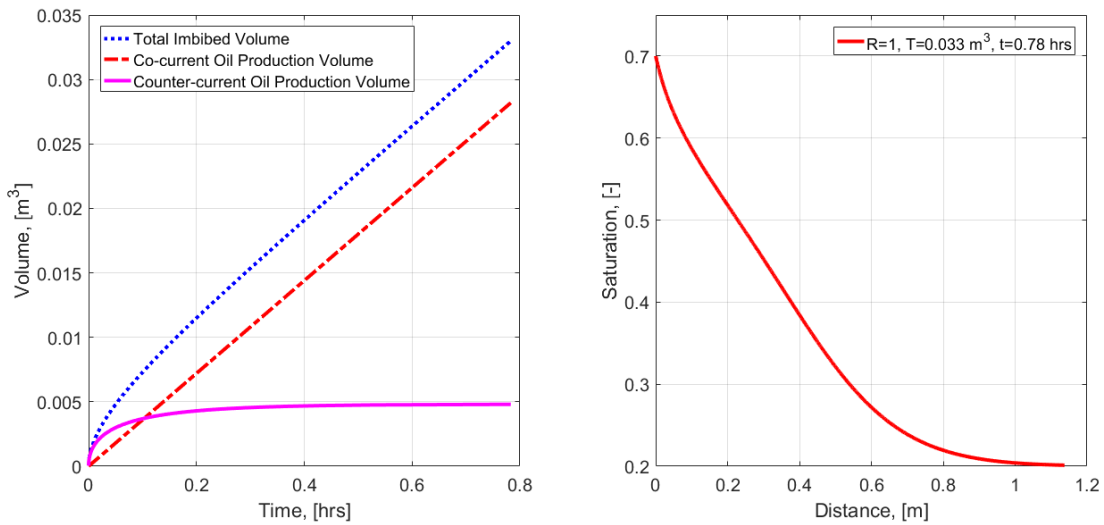 0.035
0.03
0.025
0.02
0.015
0.01
0.005
0
Volume, [m³]
Total Imbibed Volume
Co-current Oil Production Volume
Counter-current Oil Production Volume
0 0.2 0.4 0.6 0.8
Time, [hrs]
0.7
0.6
0.5
0.4
0.3
0.2
Saturation, [-]
R=1, T=0.033 m³, t=0.78 hrs
0 0.2 0.4 0.6 0.8 1 1.2
Distance, [m]